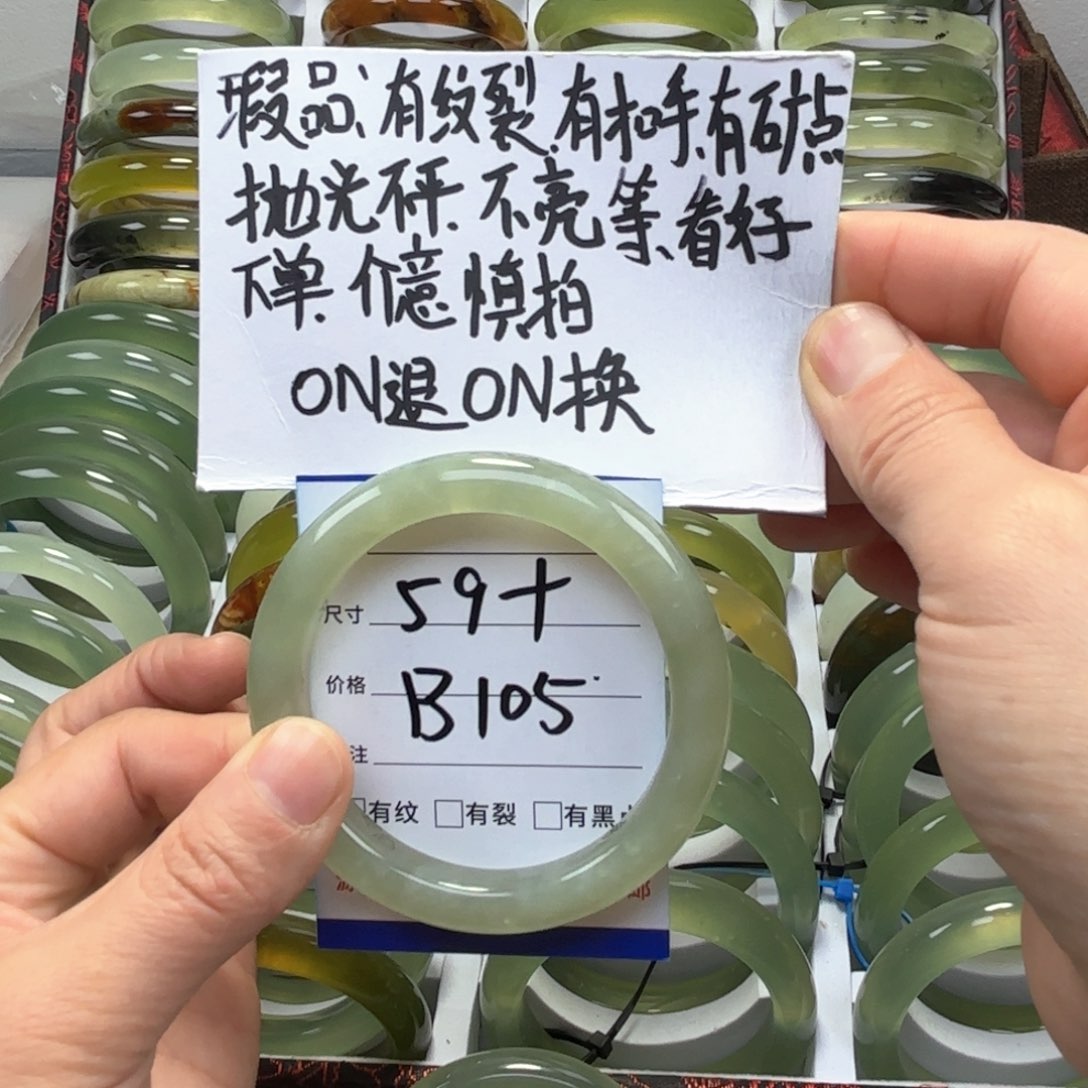 瑕品、有纹裂.有扣手.有矿点
抛光砰.不亮等.看好
下单.介意慎拍
ON退ON换
尺寸 59+
价格 B105
注
有纹 □有裂 □有黑